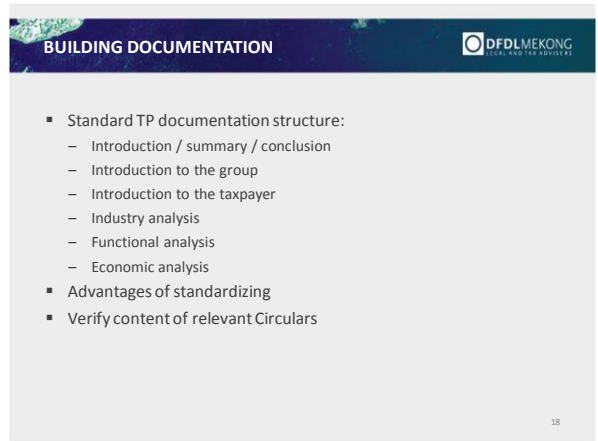 BUILDING DOCUMENTATION
DFDLMEKONG
LEGAL AND TAX ADVISERS
▪ Standard TP documentation structure:
– Introduction / summary / conclusion
– Introduction to the group
– Introduction to the taxpayer
– Industry analysis
– Functional analysis
– Economic analysis
▪ Advantages of standardizing
▪ Verify content of relevant Circulars
18